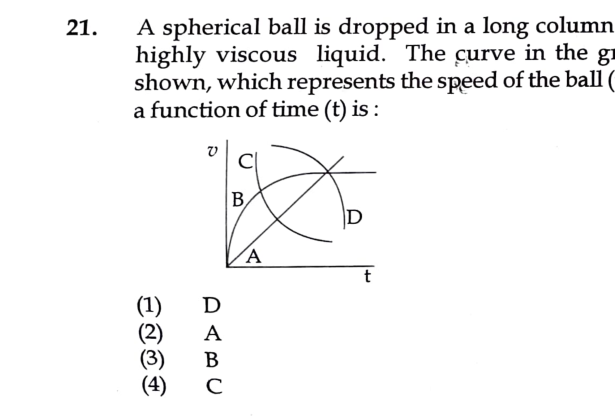 21. A spherical ball is dropped in a long column
highly viscous liquid. The curve in the
shown, which represents the speed of the ball (
a function of time (t) is :
v
C
B
D
A
t
(1) D
(2) A
(3) B
(4) C